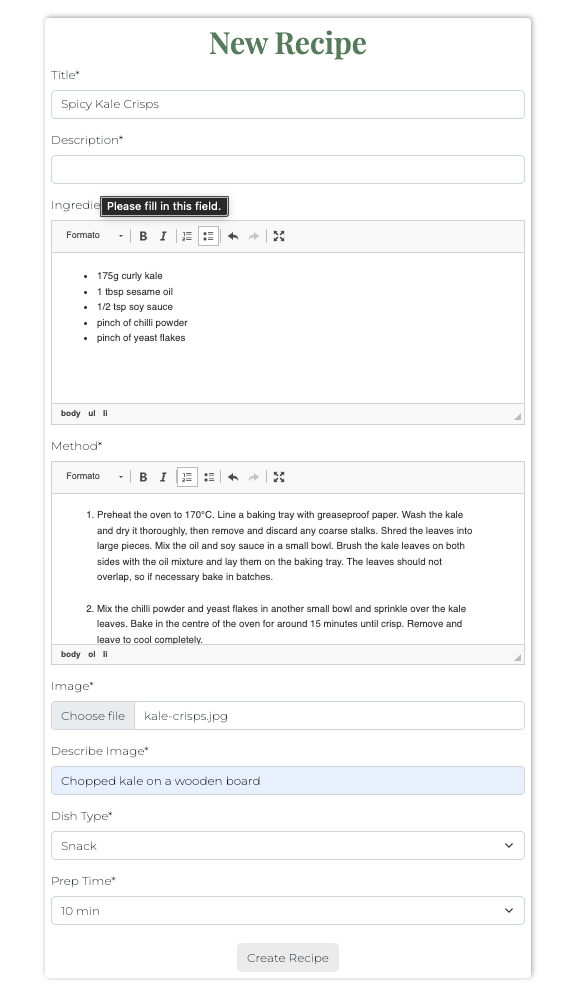 New Recipe
Title*
Spicy Kale Crisps
Description*
Ingredie
Please fill in this field.
Formato
175g curly kale
1 tbsp sesame oil
1/2 tsp soy sauce
pinch of chilli powder
pinch of yeast flakes
body ul li
Method*
Formato
1. Preheat the oven to 170°C. Line a baking tray with greaseproof paper. Wash the kale
and dry it thoroughly, then remove and discard any coarse stalks. Shred the leaves into
large pieces. Mix the oil and soy sauce in a small bowl. Brush the kale leaves on both
sides with the oil mixture and lay them on the baking tray. The leaves should not
overlap, so if necessary bake in batches.
2. Mix the chilli powder and yeast flakes in another small bowl and sprinkle over the kale
leaves. Bake in the centre of the oven for around 15 minutes until crisp. Remove and
leave to cool completely.
body ol li
Image*
Choose file kale-crisps.jpg
Describe Image*
Chopped kale on a wooden board
Dish Type*
Snack
Prep Time*
10 min
Create Recipe